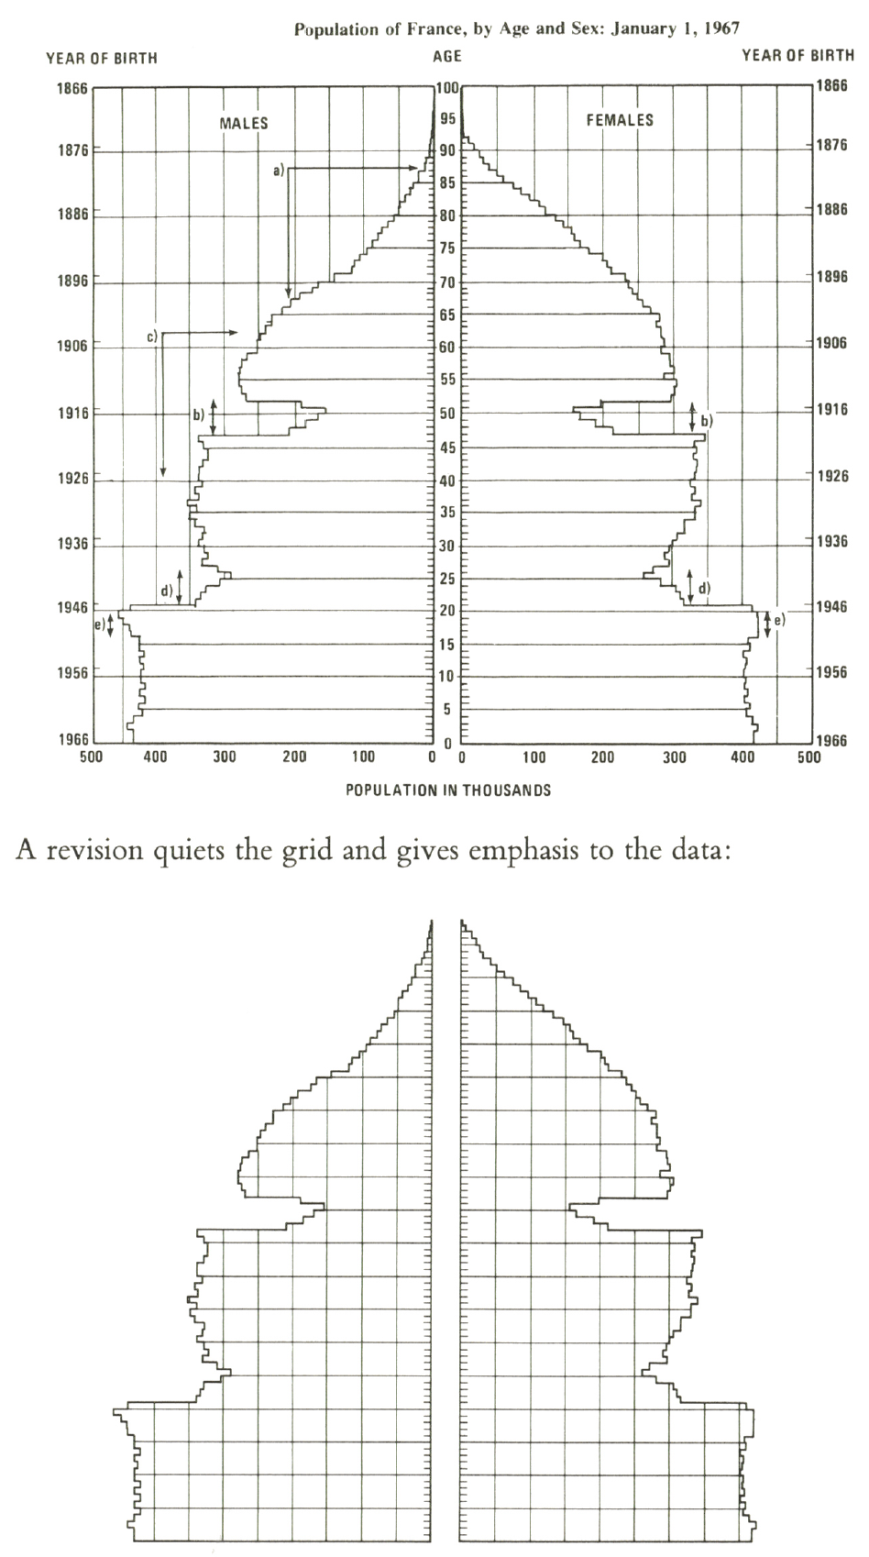 Population of France, by Age and Sex: January 1, 1967
YEAR OF BIRTH AGE YEAR OF BIRTH
1866 100 1866
MALES 95 FEMALES
1876 90 1876
a)
85
1886 80 1886
75
1896 70 1896
65
c)
1906 60 1906
55
1916 b) 50 b) 1916
45
1926 40 1926
35
1936 30 1936
25
d) d)
1946 20 1946
e) e)
15
1956 10 1956
5
1966 0 1966
500 400 300 200 100 0 0 100 200 300 400 500
POPULATION IN THOUSANDS
A revision quiets the grid and gives emphasis to the data: